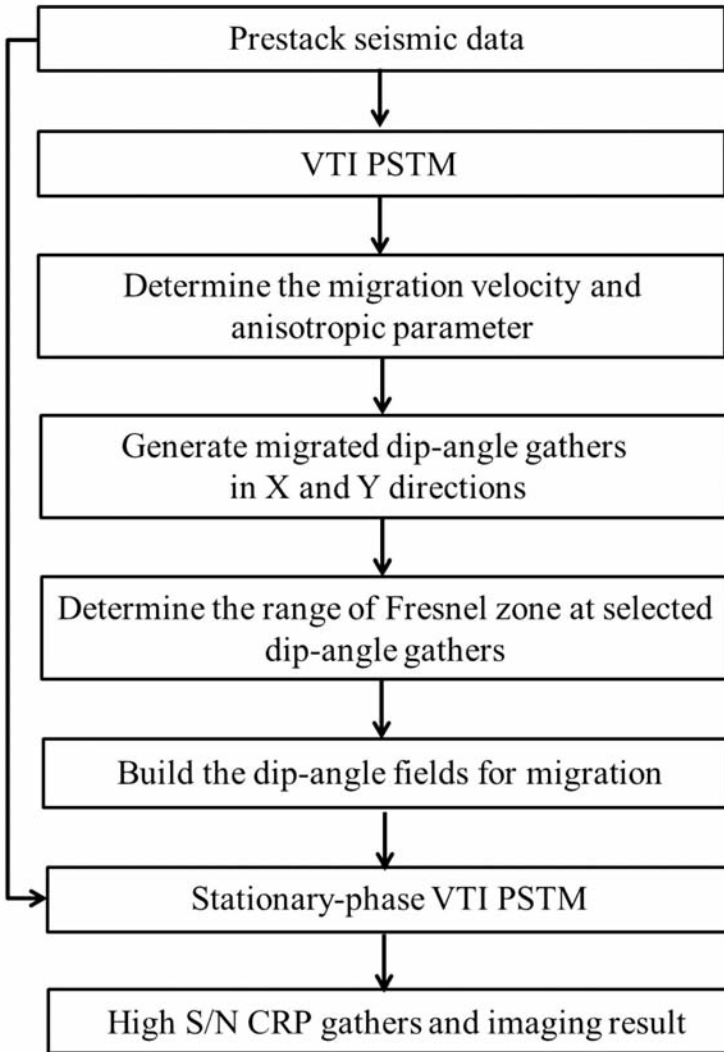 Prestack seismic data
VTI PSTM
Determine the migration velocity and
anisotropic parameter
Generate migrated dip-angle gathers
in X and Y directions
Determine the range of Fresnel zone at selected
dip-angle gathers
Build the dip-angle fields for migration
Stationary-phase VTI PSTM
High S/N CRP gathers and imaging result